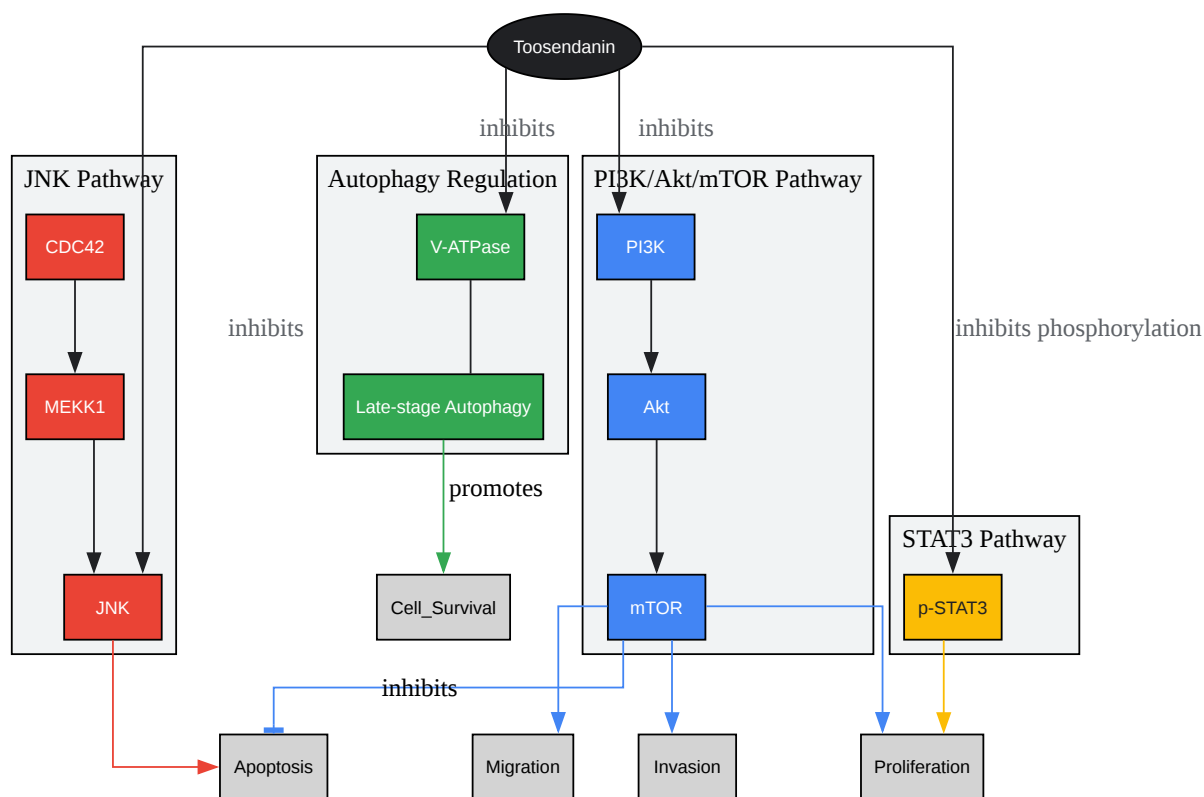 Toosendanin
inhibits
inhibits
JNK Pathway
Autophagy Regulation
PI3K/Akt/mTOR Pathway
CDC42
V-ATPase
PI3K
inhibits
inhibits phosphorylation
MEKK1
Late-stage Autophagy
Akt
promotes
STAT3 Pathway
JNK
Cell_Survival
mTOR
p-STAT3
inhibits
Apoptosis
Migration
Invasion
Proliferation